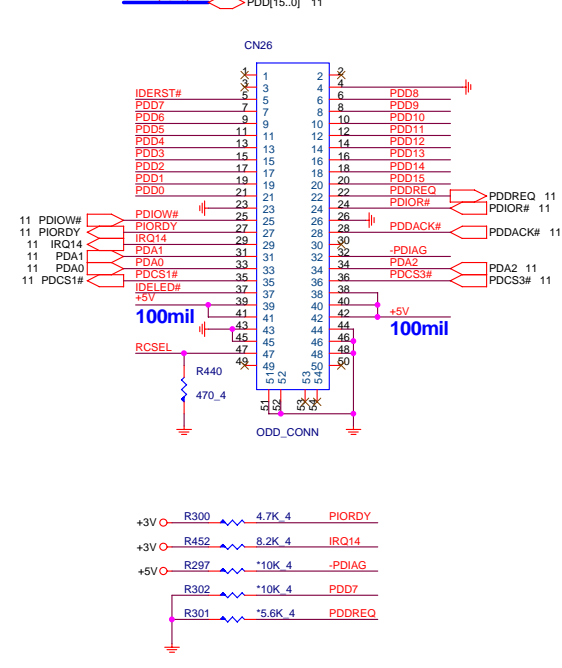 PDD[15..0] 11
CN26
1 1 2 2
3 3 4 4
IDERST# 5 5 6 6 PDD8
PDD7 7 7 8 8 PDD9
PDD6 9 9 10 10 PDD10
PDD5 11 11 12 12 PDD11
PDD4 13 13 14 14 PDD12
PDD3 15 15 16 16 PDD13
PDD2 17 17 18 18 PDD14
PDD1 19 19 20 20 PDD15
PDD0 21 21 22 22 PDDREQ PDDREQ 11
23 23 24 24 PDIOR# PDIOR# 11
11 PDIOW# PDIOW# 25 25 26 26
11 PIORDY PIORDY 27 27 28 28 PDDACK# PDDACK# 11
11 IRQ14 IRQ14 29 29 30 30
11 PDA1 PDA1 31 31 32 32 -PDIAG
11 PDA0 PDA0 33 33 34 34 PDA2 PDA2 11
11 PDCS1# PDCS1# 35 35 36 36 PDCS3# PDCS3# 11
IDELED# 37 37 38 38
+5V 39 39 40 40
100mil 41 41 42 42 +5V
43 43 44 44 100mil
45 45 46 46
RCSEL 47 47 48 48
49 49 50 50
51 52 53 54
51 52 53 54
R440
470_4
ODD_CONN
+3V R300 4.7K_4 PIORDY
+3V R452 8.2K_4 IRQ14
+5V R297 *10K_4 -PDIAG
R302 *10K_4 PDD7
R301 *5.6K_4 PDDREQ